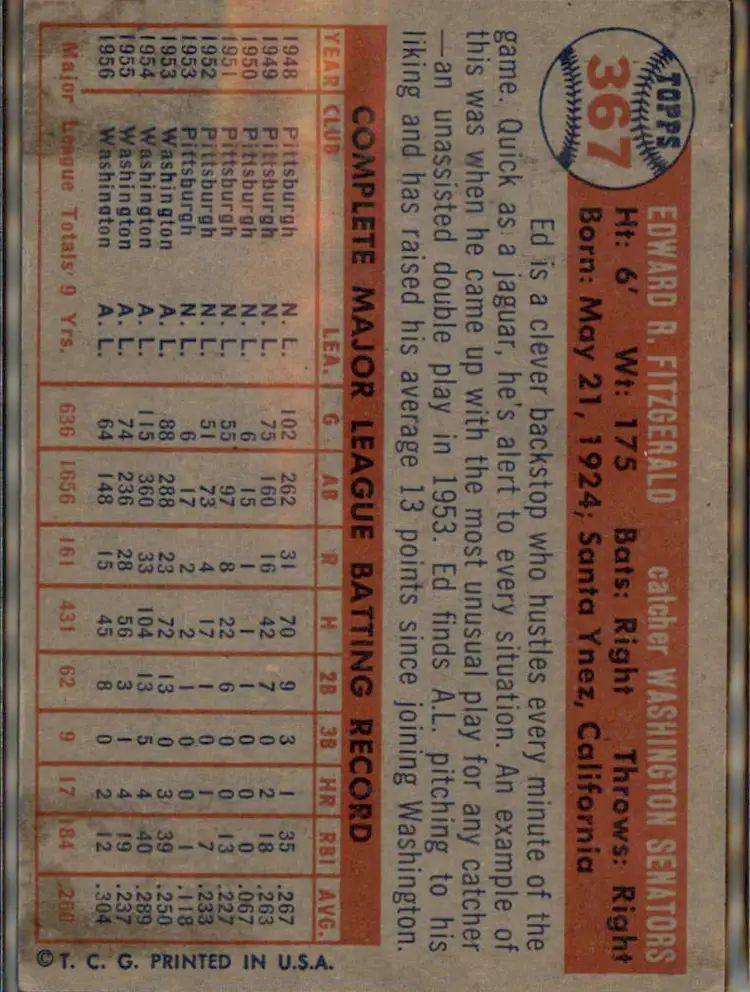 TOPPS
367
EDWARD R. FITZGERALD catcher WASHINGTON SENATORS
Ht: 6' Wt: 175 Bats: Right Throws: Right
Born: May 21, 1924; Santa Ynez, California
Ed is a clever backstop who hustles every minute of the
game. Quick as a jaguar, he's alert to every situation. An example of
this was when he came up with the most unusual play for any catcher
—an unassisted double play in 1953. Ed finds A.L. pitching to his
liking and has raised his average 13 points since joining Washington.
COMPLETE MAJOR LEAGUE BATTING RECORD
YEAR CLUB LEA. G AB R H 2B 3B HR RBI AVG.
1948 Pittsburgh N. L. 102 262 31 70 9 3 1 35 .267
1949 Pittsburgh N. L. 75 160 16 42 7 0 2 18 .263
1950 Pittsburgh N. L. 6 15 1 1 1 0 0 0 .067
1951 Pittsburgh N. L. 55 97 8 22 6 0 0 13 .227
1952 Pittsburgh N. L. 51 73 4 17 1 0 1 7 .233
1953 Pittsburgh N. L. 6 17 2 2 1 0 0 1 .118
1953 Washington A. L. 88 288 23 72 13 0 3 39 .250
1954 Washington A. L. 115 360 33 104 13 5 4 40 .289
1955 Washington A. L. 74 236 28 56 3 1 4 19 .237
1956 Washington A. L. 64 148 15 45 8 0 2 12 .304
Major League Totals 9 Yrs. 636 1656 161 431 62 9 17 184 .260
© T. C. G. PRINTED IN U.S.A.